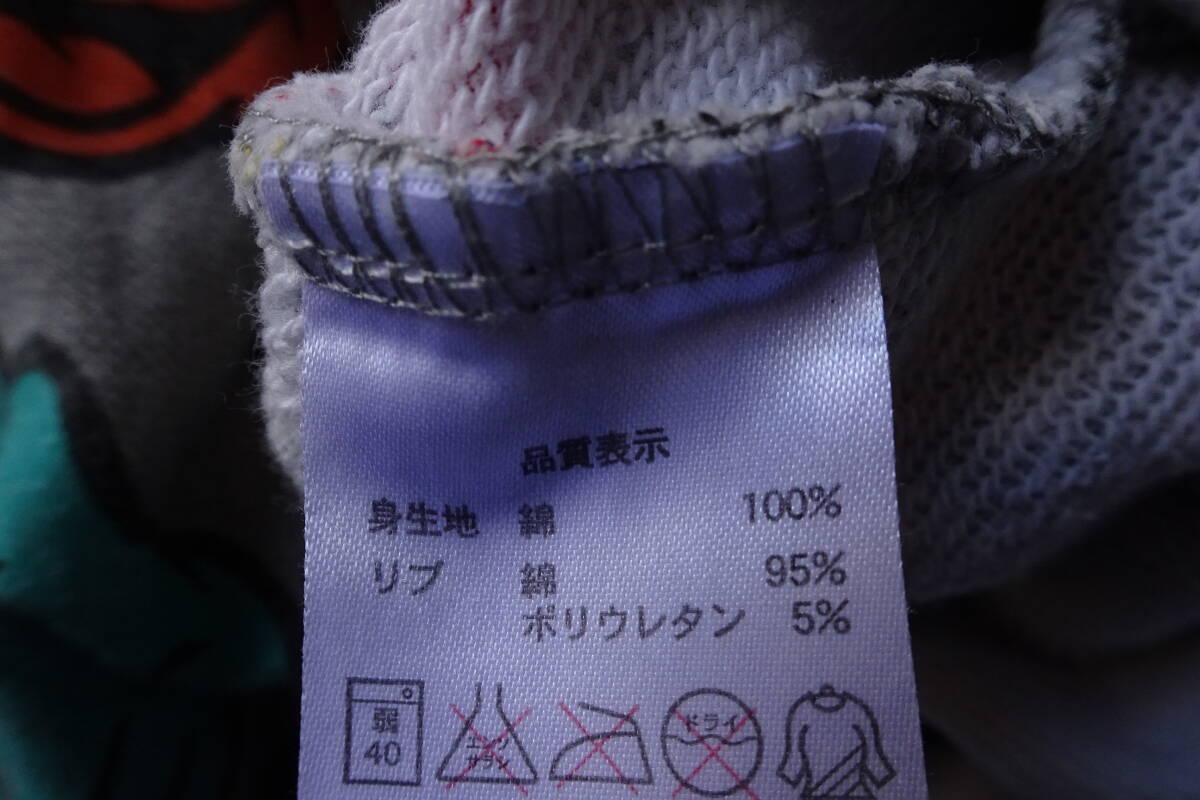 品質表示
身生地 綿 100%
リブ 綿 95%
ポリウレタン 5%
弱 エンソ ドライ
40 サラシ